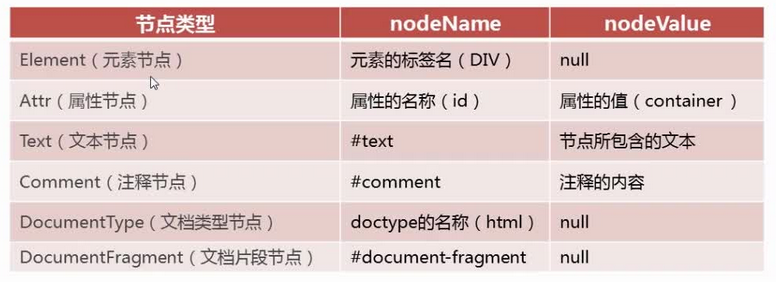 节点类型 nodeName nodeValue
Element（元素节点） 元素的标签名（DIV） null
Attr（属性节点） 属性的名称（id） 属性的值（container ）
Text（文本节点） #text 节点所包含的文本
Comment（注释节点） #comment 注释的内容
DocumentType（文档类型节点） doctype的名称（html） null
DocumentFragment（文档片段节点） #document-fragment null